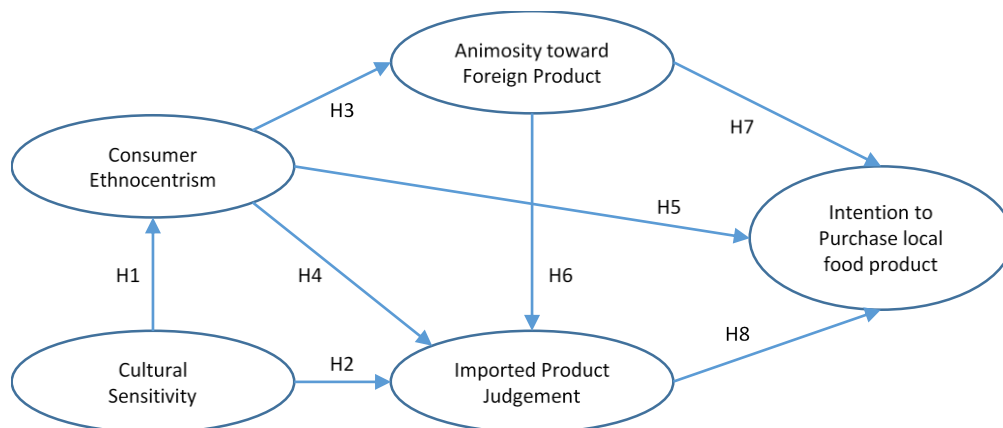 Animosity toward
Foreign Product
H3
H7
Consumer
Ethnocentrism
H5
Intention to
Purchase local
food product
H1
H4
H6
H8
Cultural
Sensitivity
H2
Imported Product
Judgement